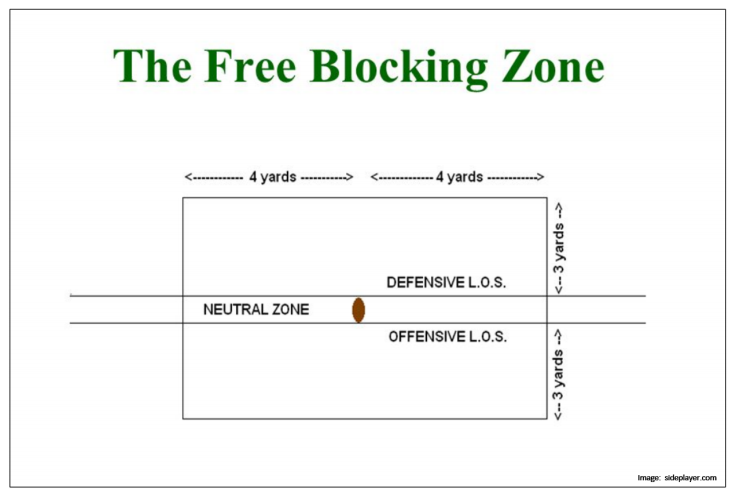 The Free Blocking Zone
<------------ 4 yards -----------> <------------- 4 yards ------------>
<-- 3 yards -->
DEFENSIVE L.O.S.
NEUTRAL ZONE
OFFENSIVE L.O.S.
<-- 3 yards -->
Image: sideplayer.com